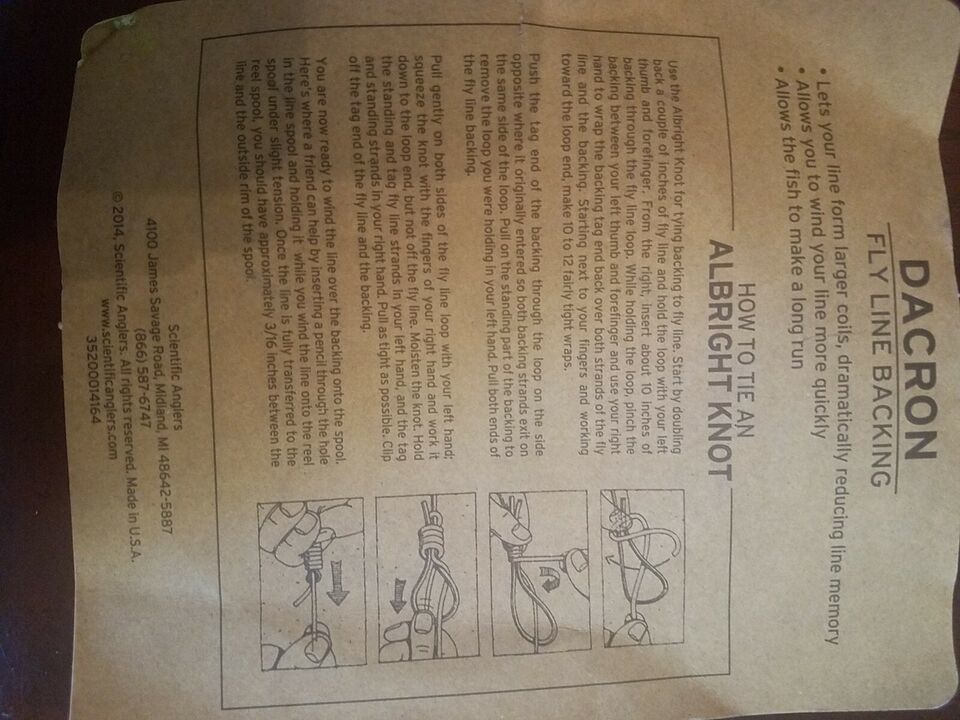 DACRON
FLY LINE BACKING
• Lets your line form larger coils, dramatically reducing line memory
• Allows you to wind your line more quickly
• Allows the fish to make a long run
HOW TO TIE AN
ALBRIGHT KNOT
Use the Albright Knot for tying backing to fly line. Start by doubling
back a couple of inches of fly line and hold the loop with your left
thumb and forefinger. From the right, insert about 10 inches of
backing through the fly line loop. While holding the loop, pinch the
backing between your left thumb and forefinger and use your right
hand to wrap the backing tag end back over both strands of the fly
line and the backing. Starting next to your fingers and working
toward the loop end, make 10 to 12 fairly tight wraps.
Push the tag end of the backing through the loop on the side
opposite where it originally entered so both backing strands exit on
the same side of the loop. Pull on the standing part of the backing to
remove the loop you were holding in your left hand. Pull both ends of
the fly line backing.
Pull gently on both sides of the fly line loop with your left hand;
squeeze the knot with the fingers of your right hand and work it
down to the loop end, but not off the fly line. Moisten the knot. Hold
the standing and tag fly line strands in your left hand, and the tag
and standing strands in your right hand. Pull as tight as possible. Clip
off the tag end of the fly line and the backing.
You are now ready to wind the line over the backing onto the spool.
Here's where a friend can help by inserting a pencil through the hole
in the line spool and holding it while you wind the line onto the reel
spool under slight tension. Once the line is fully transferred to the
reel spool, you should have approximately 3/16 inches between the
line and the outside rim of the spool.
Scientific Anglers
4100 James Savage Road, Midland, MI 48642-5887
(866) 587-6747
© 2014, Scientific Anglers. All rights reserved. Made in U.S.A.
www.scientificanglers.com
35200014164